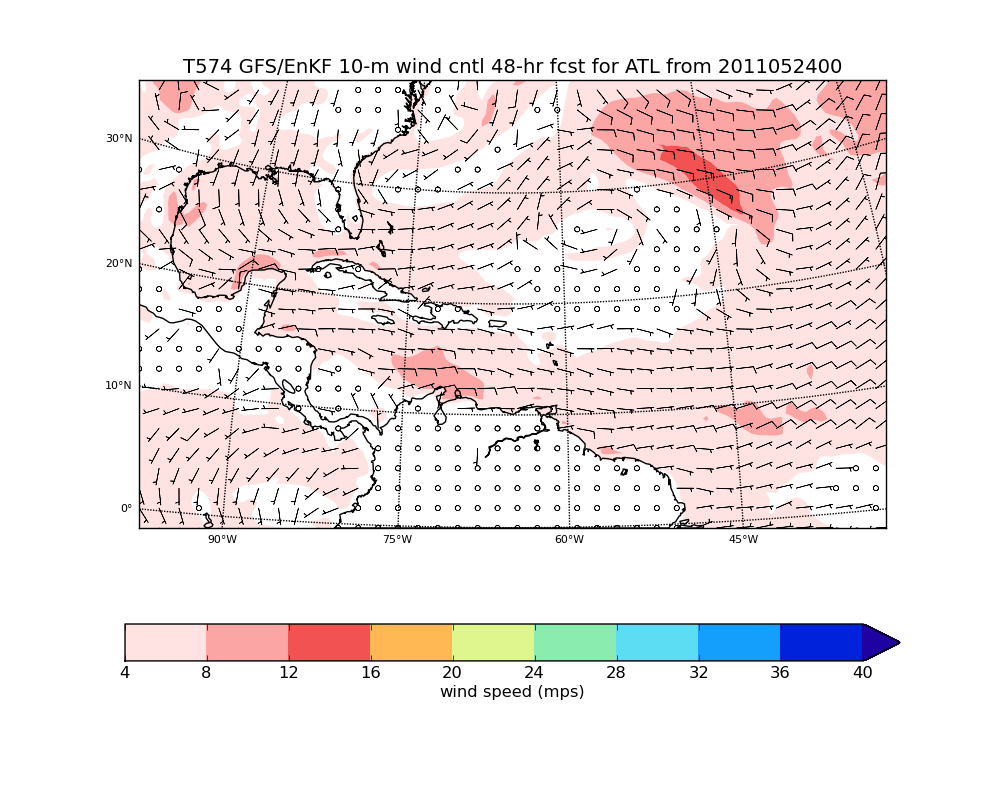 T574 GFS/EnKF 10-m wind cntl 48-hr fcst for ATL from 2011052400
30°N
20°N
10°N
0°
90°W 75°W 60°W 45°W
4 8 12 16 20 24 28 32 36 40
wind speed (mps)